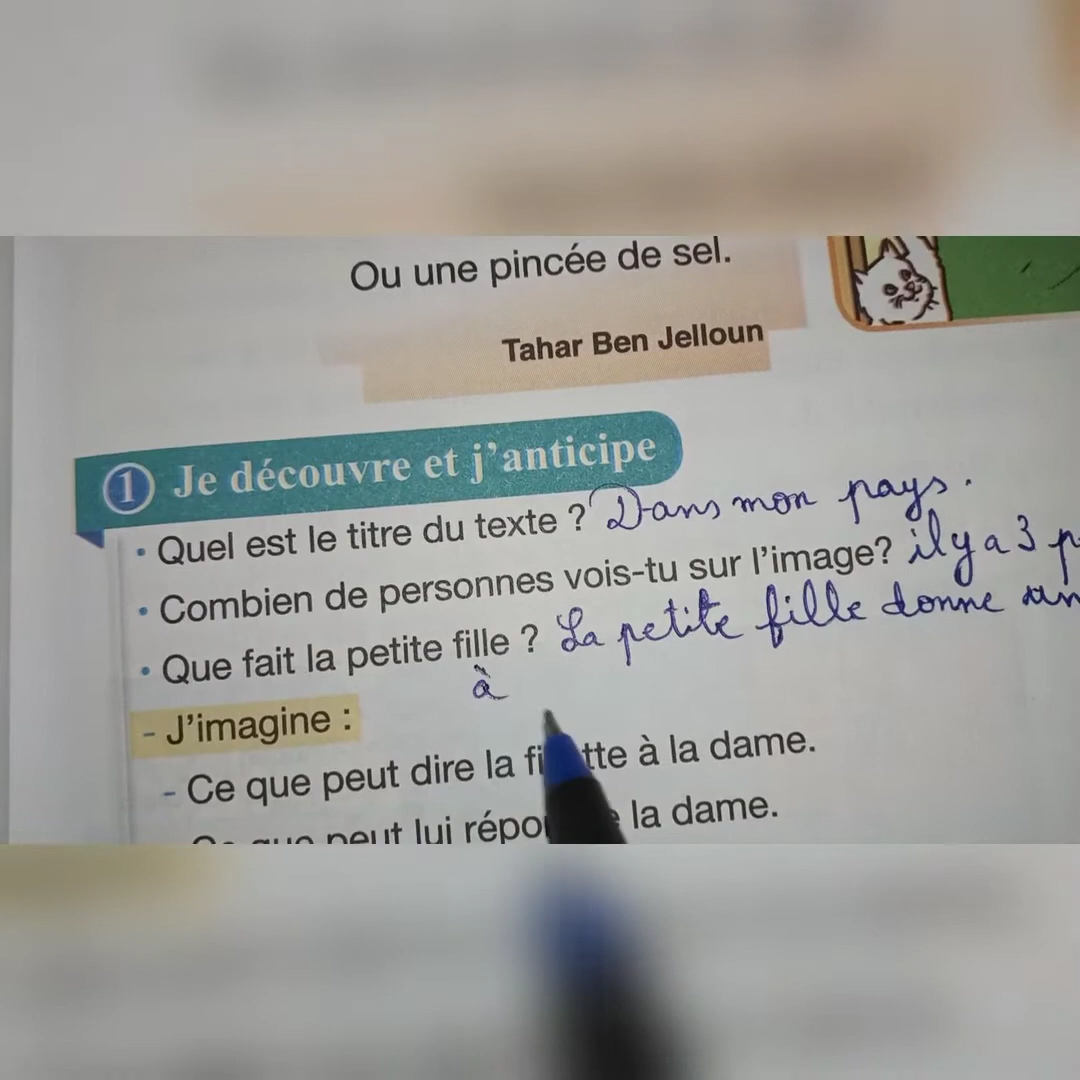 Ou une pincée de sel.
Tahar Ben Jelloun
1 Je découvre et j'anticipe
• Quel est le titre du texte ? Dans mon pays.
• Combien de personnes vois-tu sur l'image? il y a 3
• Que fait la petite fille ? La petite fille donne
à
- J'imagine :
- Ce que peut dire la à la dame.
peut lui la dame.